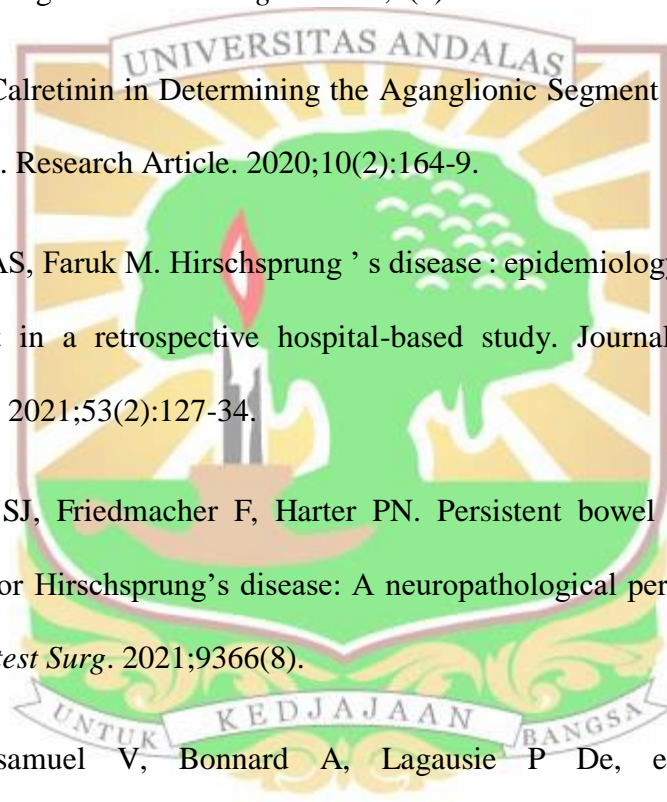 UNIVERSITAS ANDALAS
Calretinin in Determining the Aganglionic Segment
. Research Article. 2020;10(2):164-9.
AS, Faruk M. Hirschsprung ’ s disease : epidemiology
in a retrospective hospital-based study. Journal
2021;53(2):127-34.
SJ, Friedmacher F, Harter PN. Persistent bowel
or Hirschsprung’s disease: A neuropathological per
test Surg. 2021;9366(8).
UNTUK KEDJAJAAN BANGSA
samuel V, Bonnard A, Lagausie P De, e